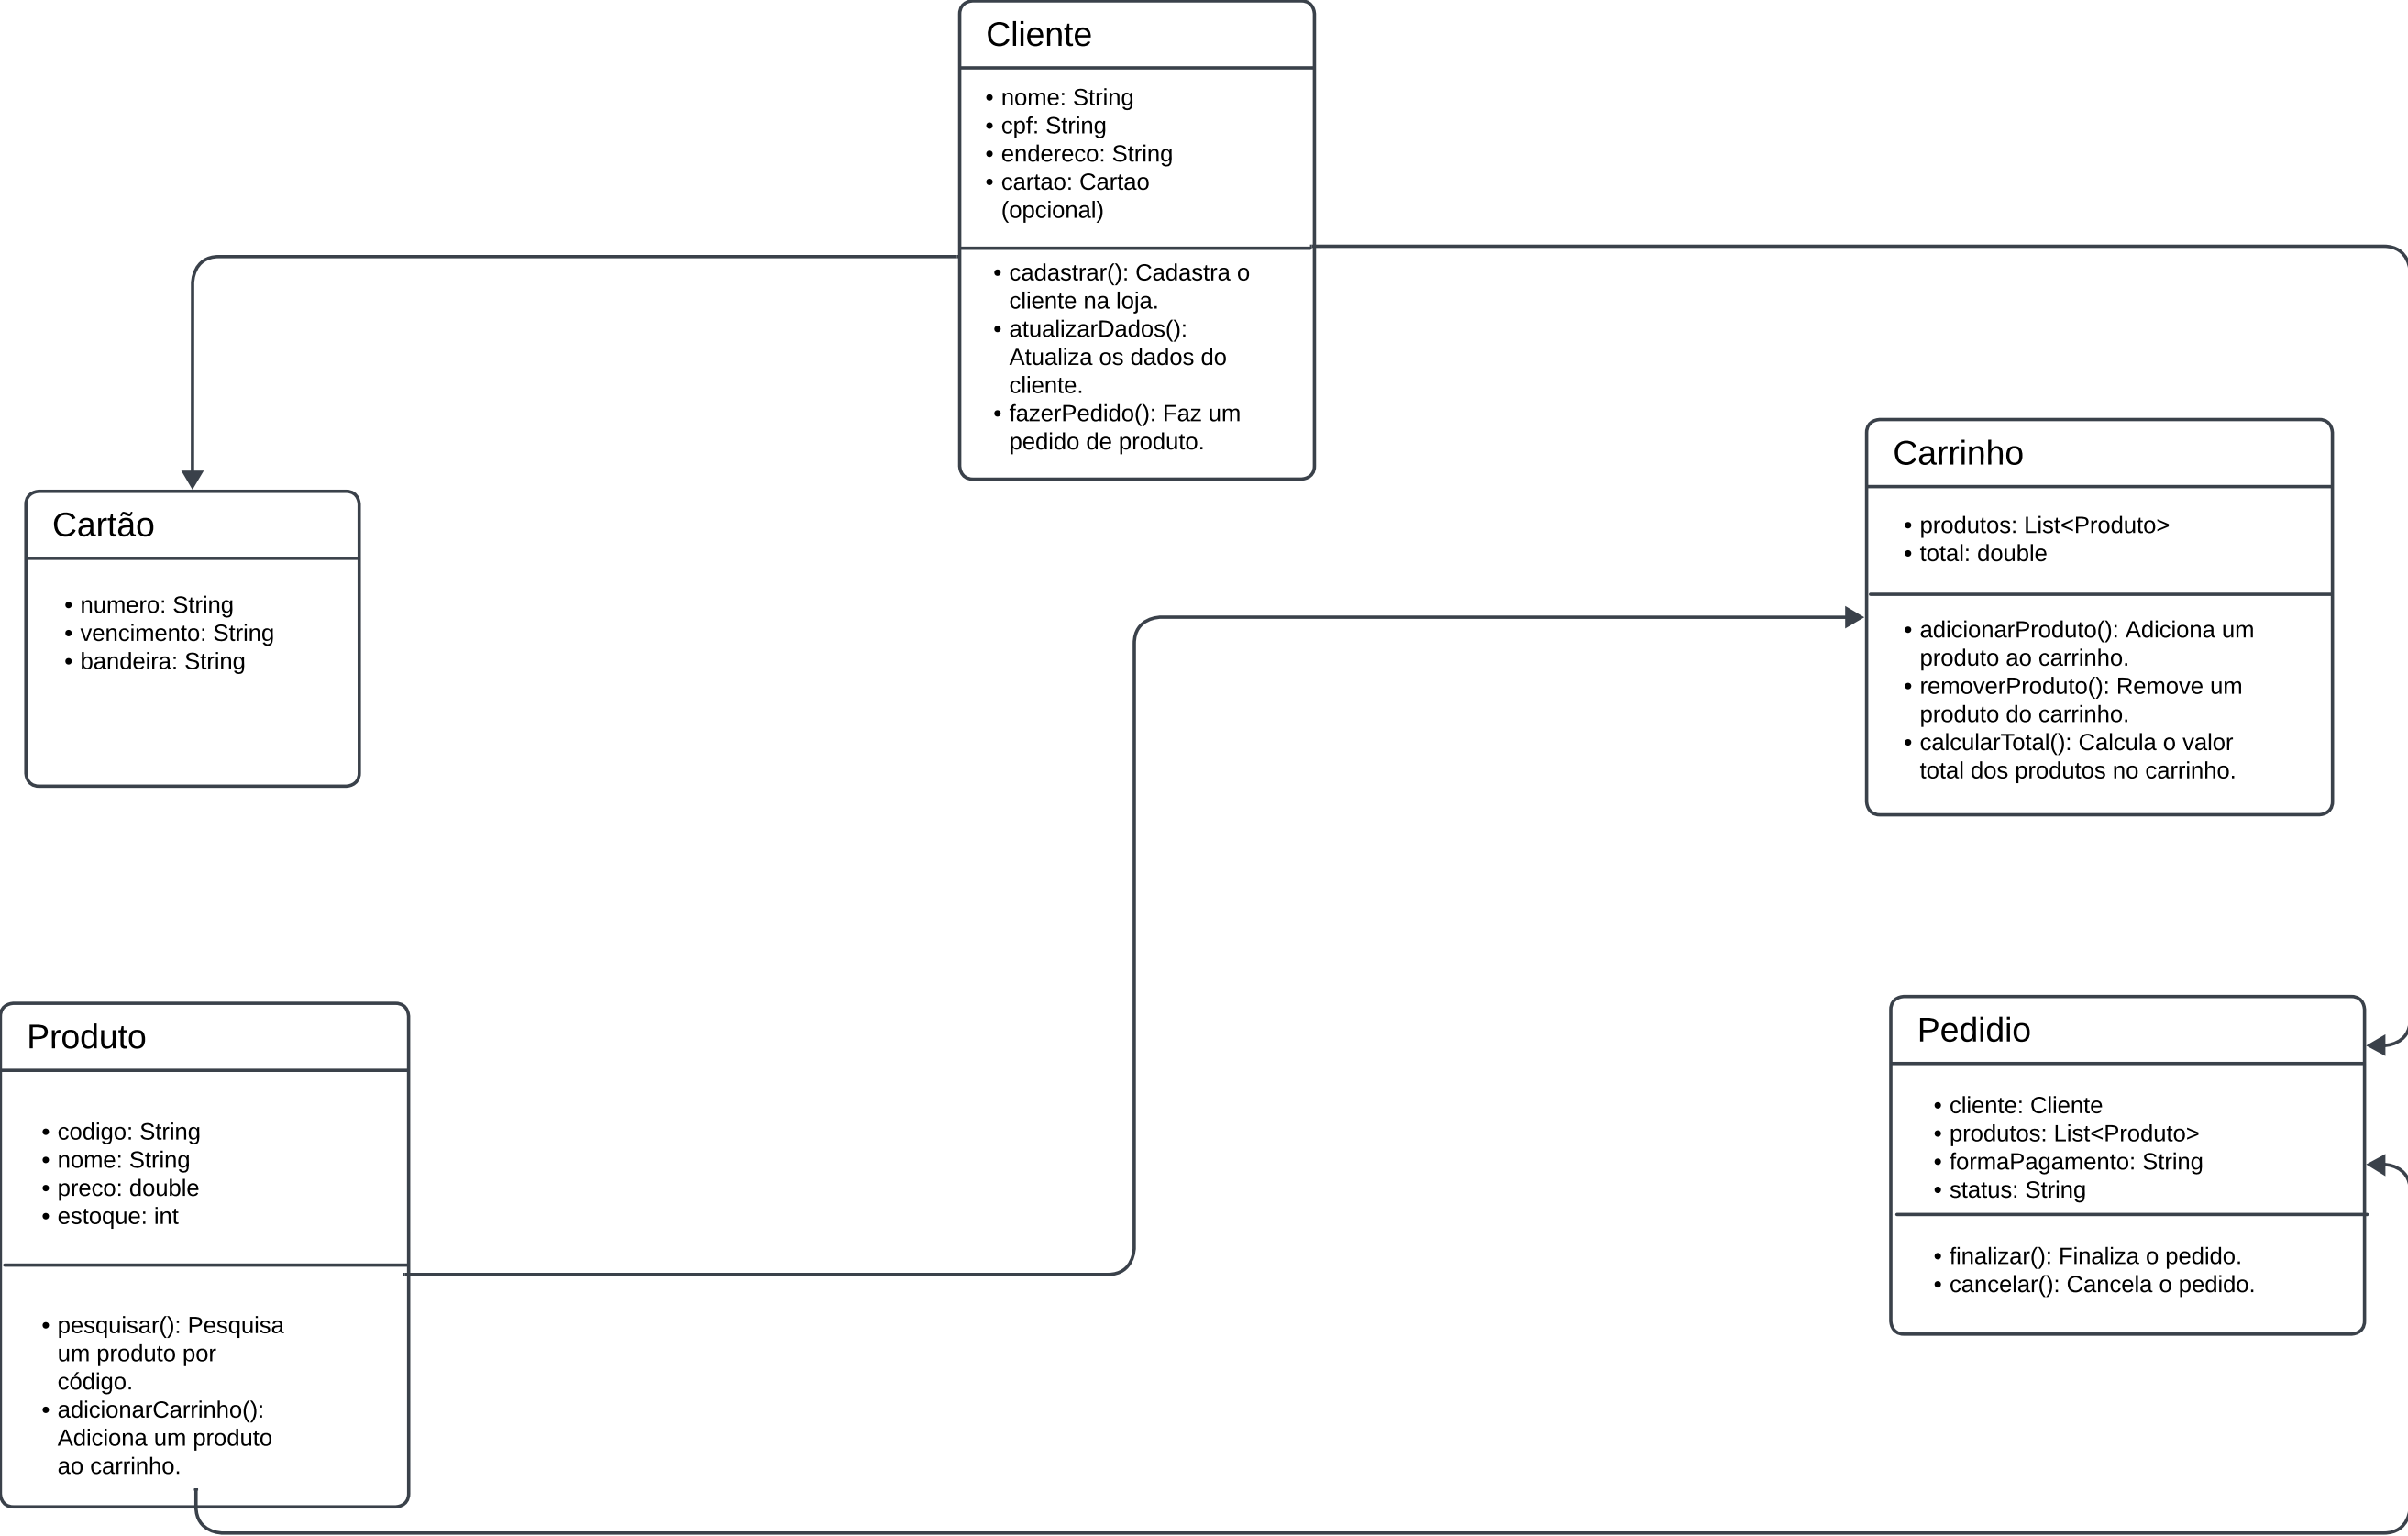 Cliente
• nome: String
• cpf: String
• endereco: String
• cartao: Cartao
(opcional)
• cadastrar(): Cadastra o
cliente na loja.
• atualizarDados():
Atualiza os dados do
cliente.
• fazerPedido(): Faz um
pedido de produto.
Carrinho
• produtos: List<Produto>
• total: double
• adicionarProduto(): Adiciona um
produto ao carrinho.
• removerProduto(): Remove um
produto do carrinho.
• calcularTotal(): Calcula o valor
total dos produtos no carrinho.
Cartão
• numero: String
• vencimento: String
• bandeira: String
Produto
• codigo: String
• nome: String
• preco: double
• estoque: int
• pesquisar(): Pesquisa
um produto por
código.
• adicionarCarrinho():
Adiciona um produto
ao carrinho.
Pedidio
• cliente: Cliente
• produtos: List<Produto>
• formaPagamento: String
• status: String
• finalizar(): Finaliza o pedido.
• cancelar(): Cancela o pedido.